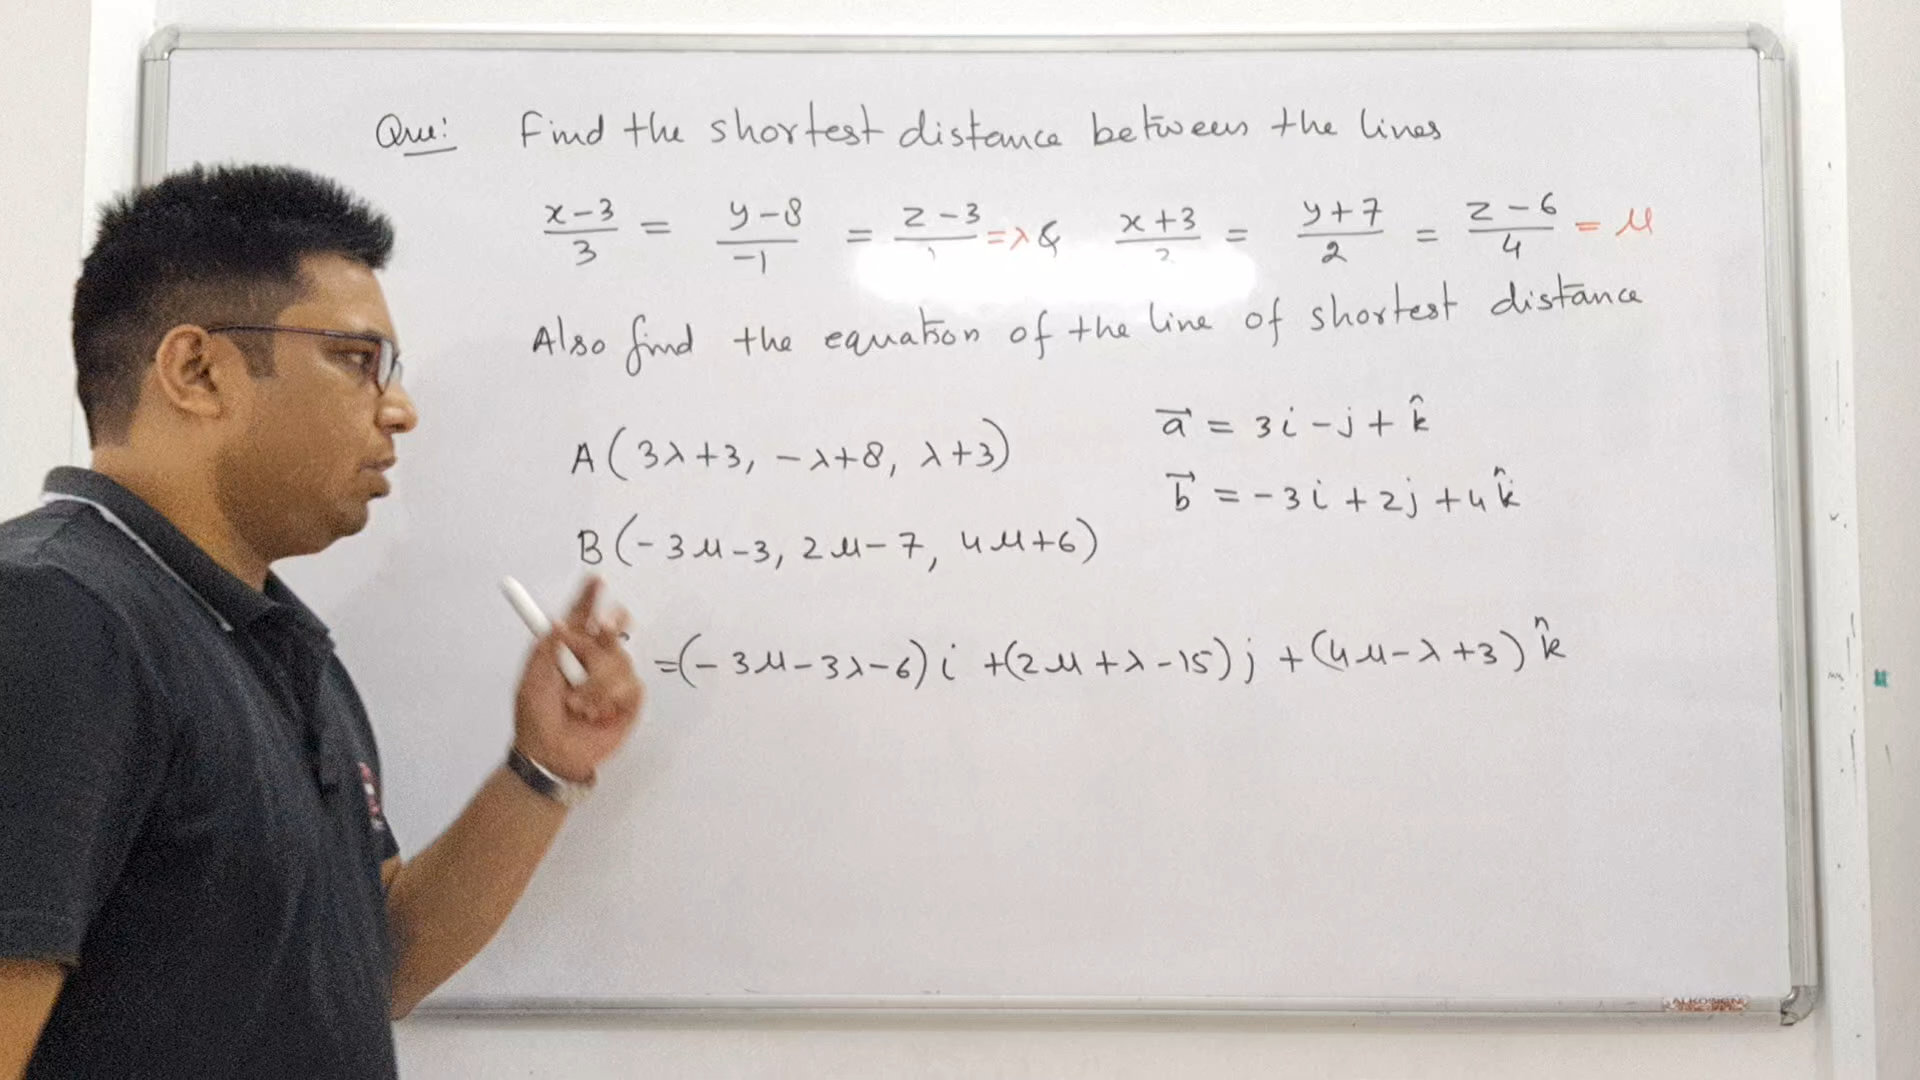 Que: Find the shortest distance between the lines
x-3/3 = y-8/-1 = z-3/1 = λ & x+3/ = y+7/2 = z-6/4 = μ
Also find the equation of the line of shortest distance
A(3λ+3, -λ+8, λ+3)
a⃗ = 3i - j + k̂
B(-3μ-3, 2μ-7, 4μ+6)
b⃗ = -3i + 2j + 4k̂
=(-3μ-3λ-6)i +(2μ+λ-15)j +(4μ-λ+3)k̂
ALKOSIGN